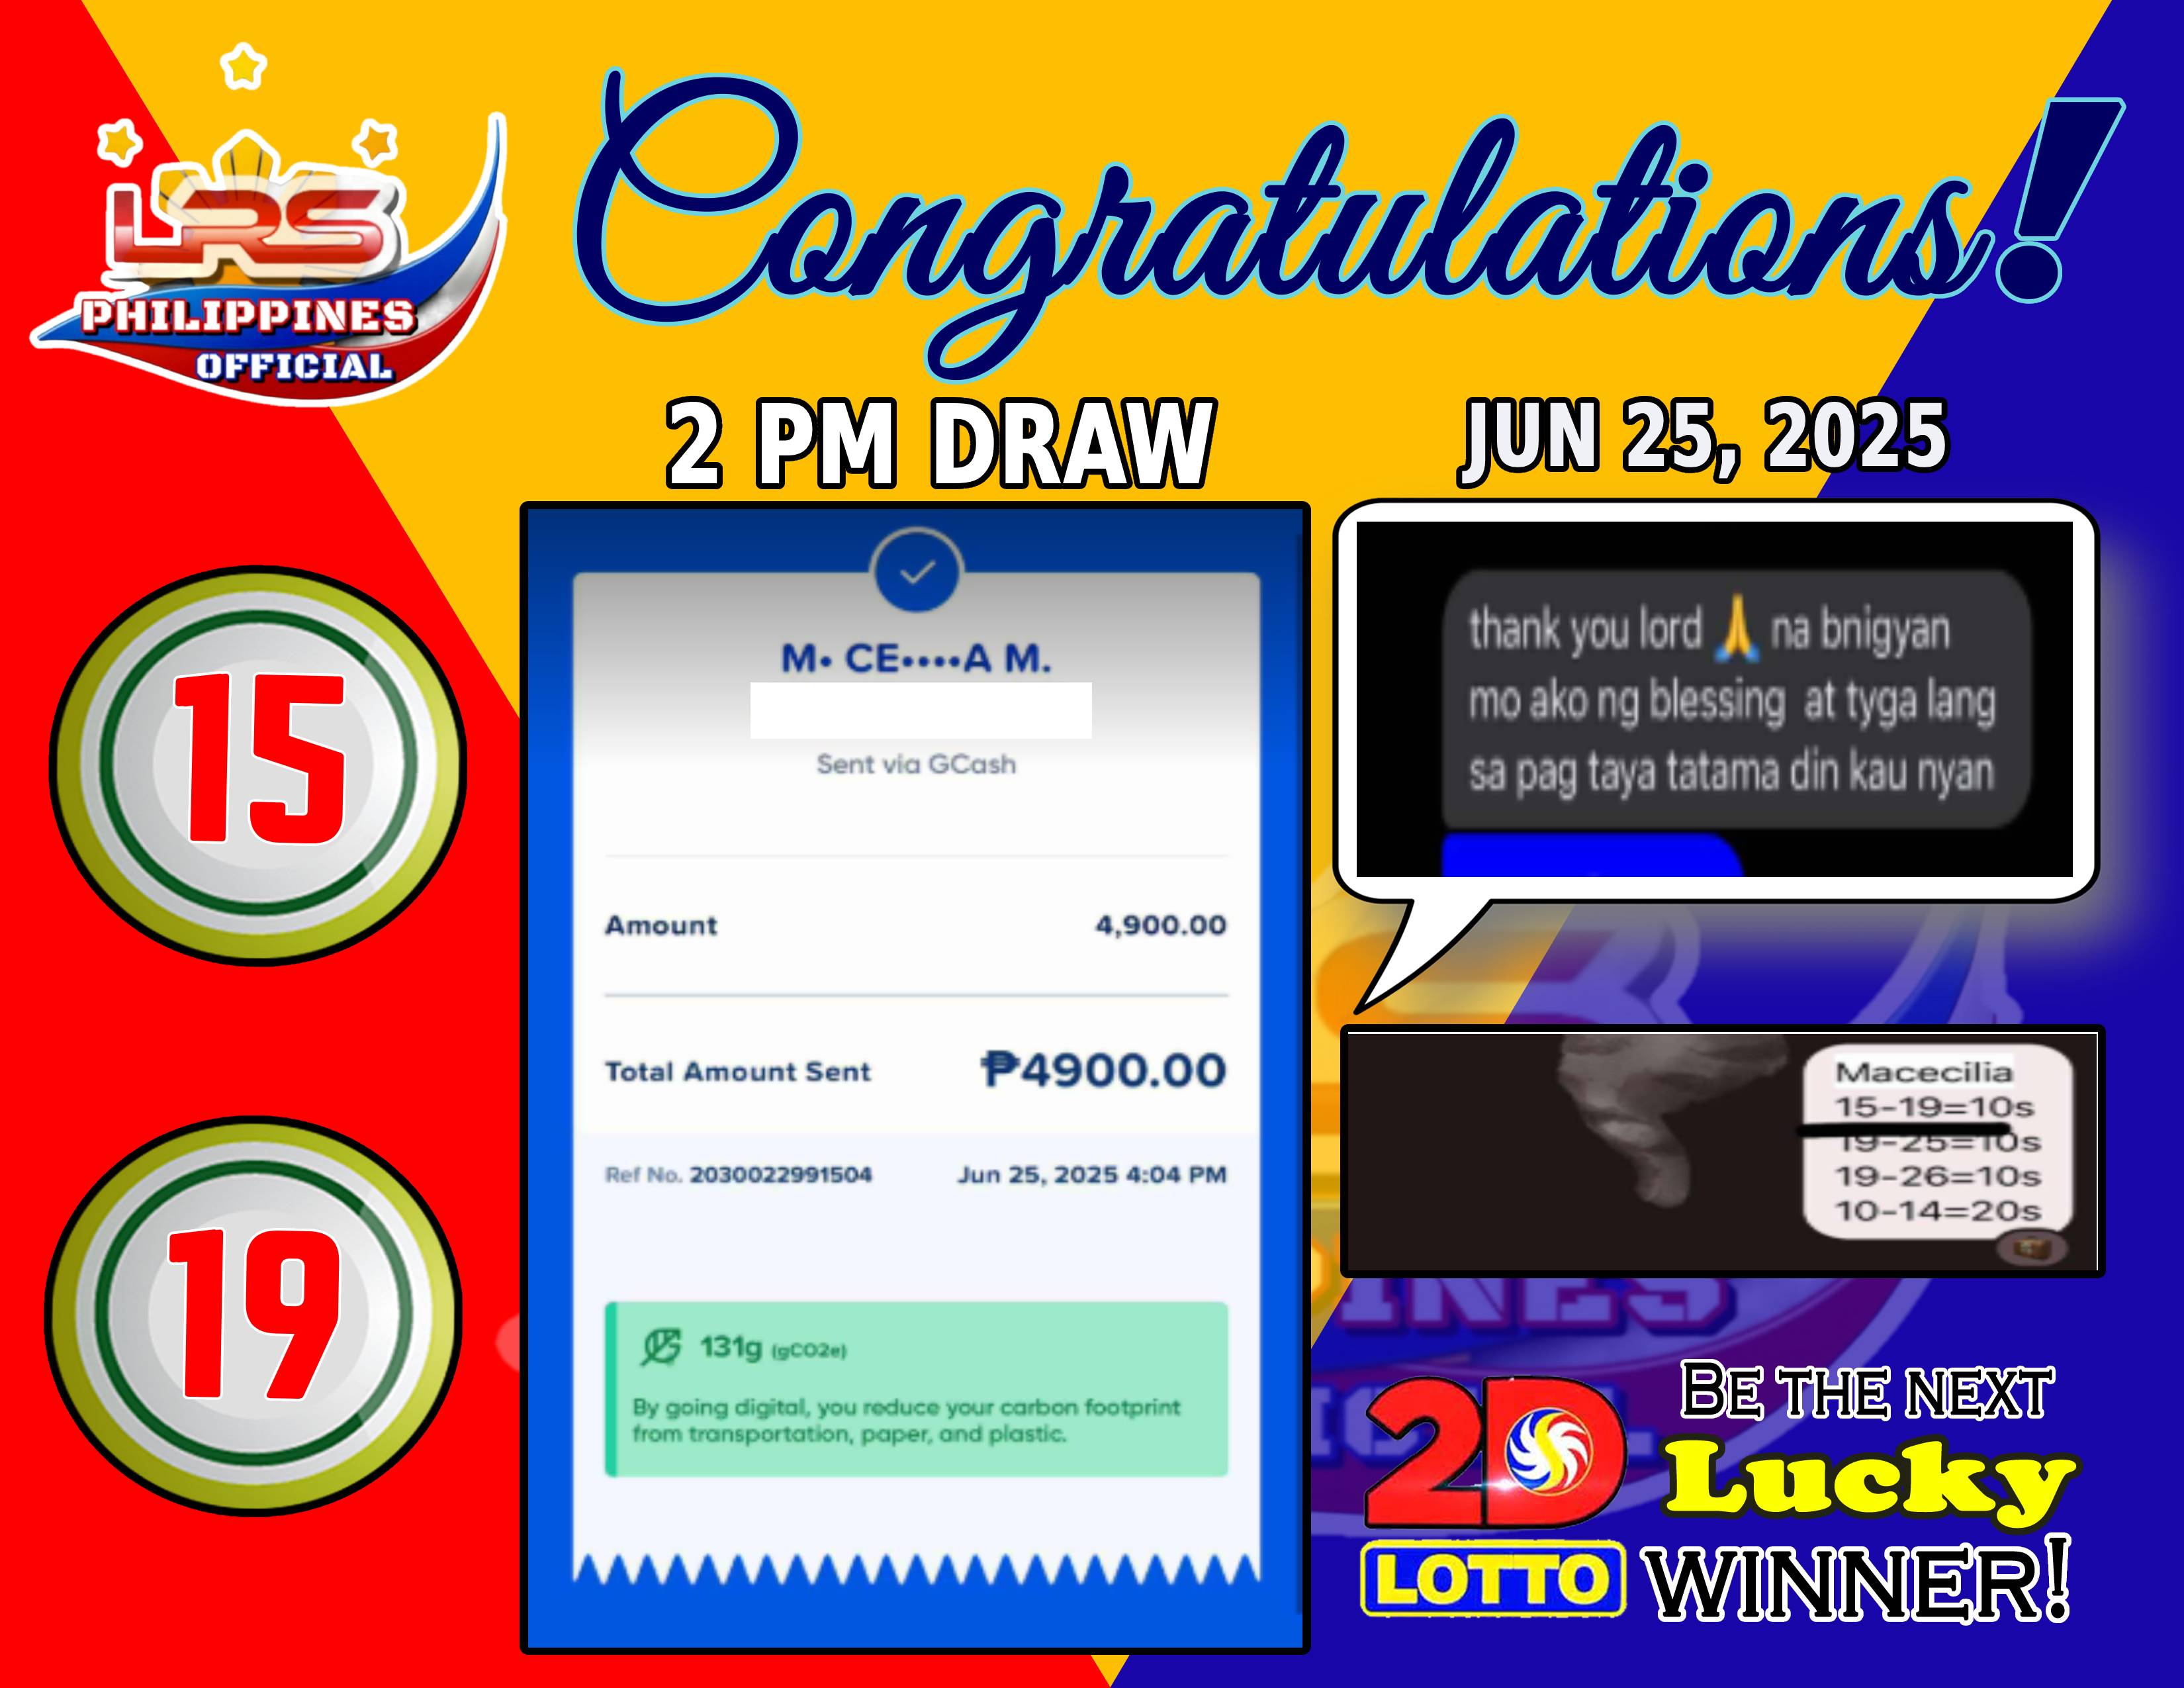 LRS
PHILIPPINES
OFFICIAL
Congratulations!
2 PM DRAW
JUN 25, 2025
15
19
M• CE••••A M.
Sent via GCash
Amount 4,900.00
Total Amount Sent ₱4900.00
Ref No. 2030022991504 Jun 25, 2025 4:04 PM
131g (gCO2e)
By going digital, you reduce your carbon footprint
from transportation, paper, and plastic.
thank you lord 🙏 na bnigyan
mo ako ng blessing at tyga lang
sa pag taya tatama din kau nyan
Macecilia
15-19=10s
19-25=10s
19-26=10s
10-14=20s
2D
LOTTO
BE THE NEXT
Lucky
WINNER!